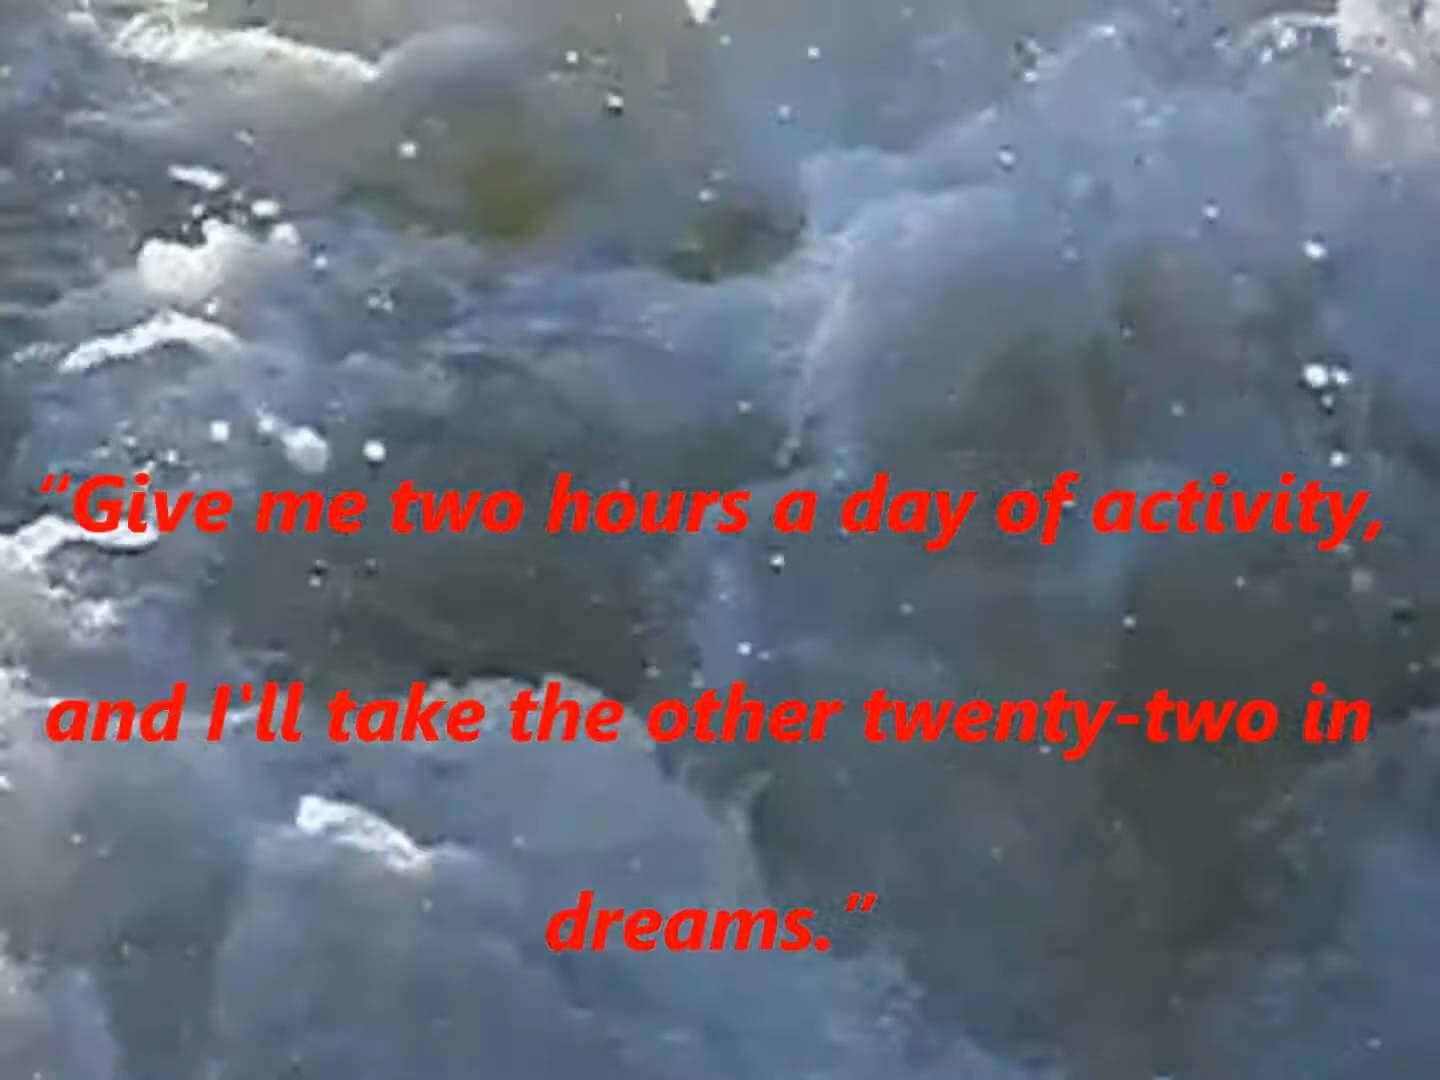 “Give me two hours a day of activity,
and I'll take the other twenty-two in
dreams.”